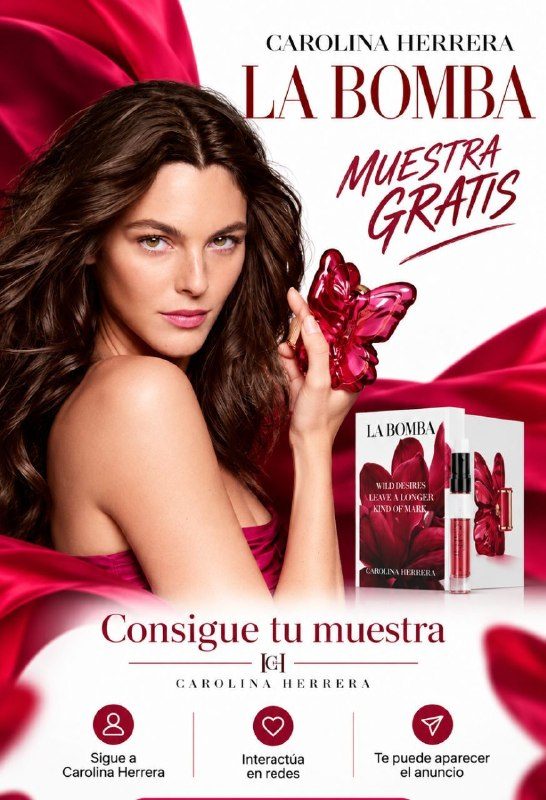 CAROLINA HERRERA
LA BOMBA
MUESTRA
GRATIS
LA BOMBA
WILD DESIRES
LEAVE A LONGER
KIND OF MARK
CAROLINA HERRERA
Consigue tu muestra
CH
CAROLINA HERRERA
Sigue a
Carolina Herrera
Interactúa
en redes
Te puede aparecer
el anuncio